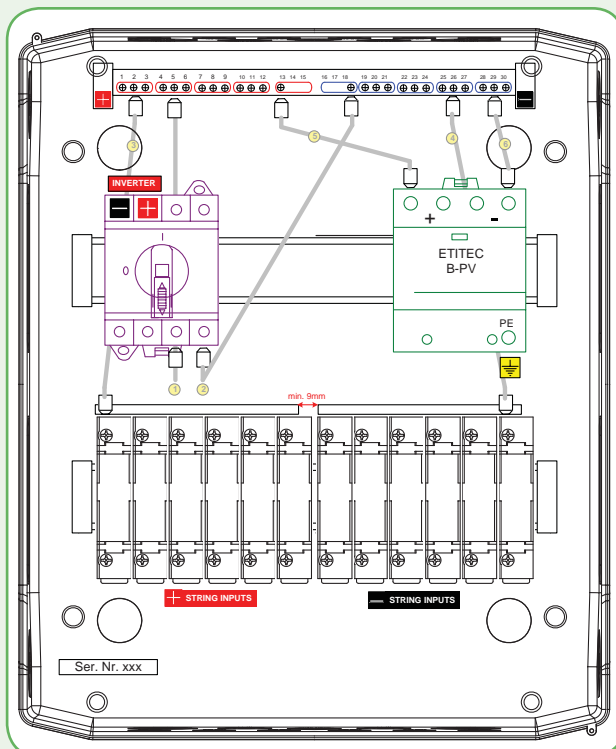 1 2 3 4 5 6 7 8 9 10 11 12 13 14 15 16 17 18 19 20 21 22 23 24 25 26 27 28 29 30
3
5
4
6
INVERTER
I
0
+ -
ETITEC
B-PV
PE
1
2
min. 9mm
STRING INPUTS
STRING INPUTS
Ser. Nr. xxx